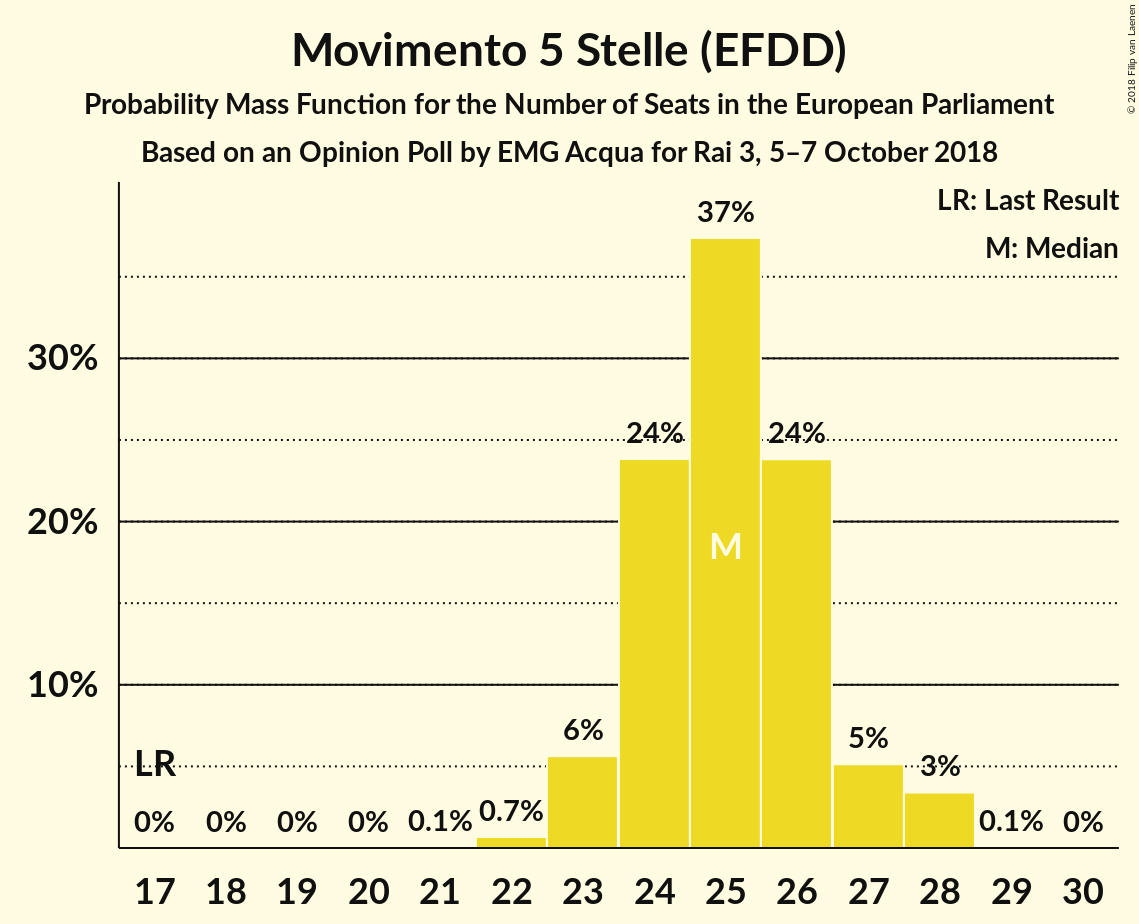 Movimento 5 Stelle (EFDD)
Probability Mass Function for the Number of Seats in the European Parliament
Based on an Opinion Poll by EMG Acqua for Rai 3, 5–7 October 2018
© 2018 Filip van Laenen
LR: Last Result
M: Median
37%
30%
24% 24%
20%
M
10%
6% 5%
LR 3%
0% 0% 0% 0% 0.1% 0.7% 0.1% 0%
17 18 19 20 21 22 23 24 25 26 27 28 29 30